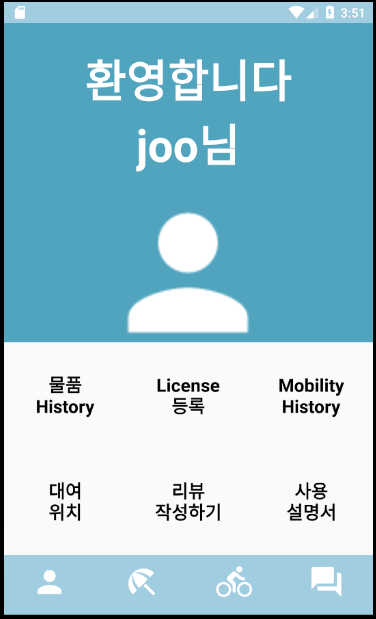 3:51
환영합니다
joo님
물품
History
License
등록
Mobility
History
대여
위치
리뷰
작성하기
사용
설명서